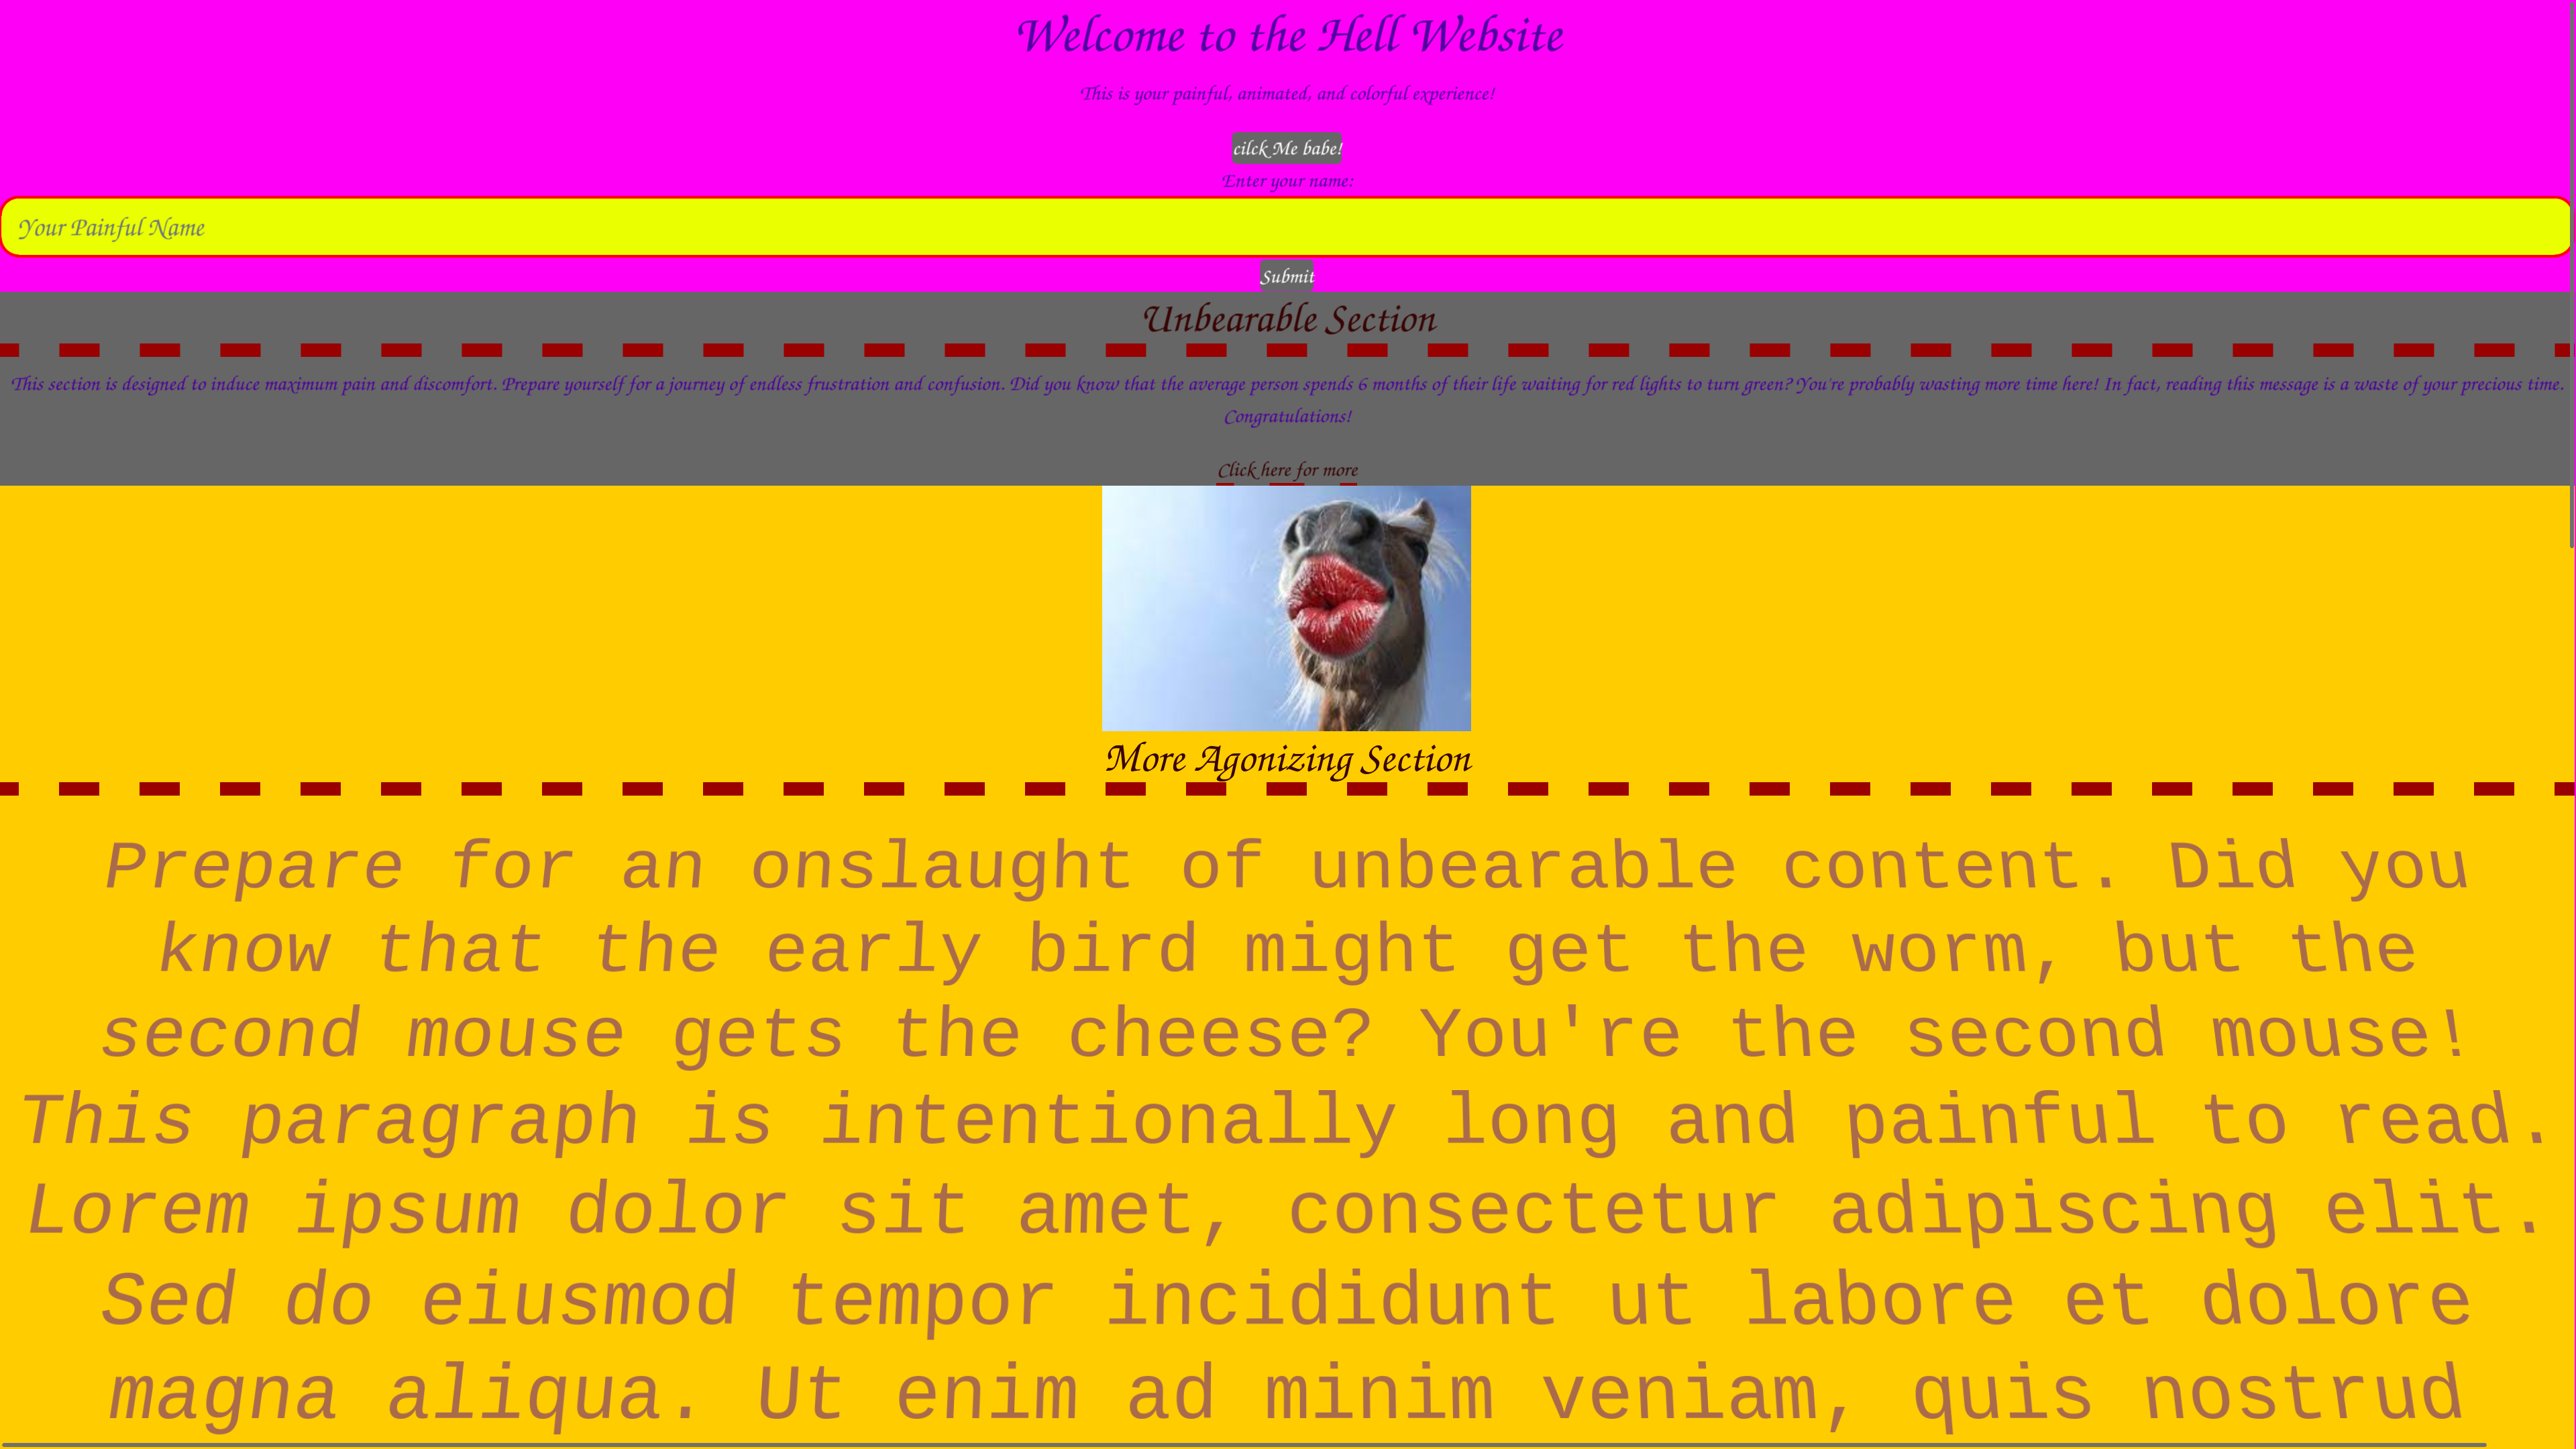 Welcome to the Hell Website
This is your painful, animated, and colorful experience!
cilck Me babe!
Enter your name:
Your Painful Name
Submit
Unbearable Section
This section is designed to induce maximum pain and discomfort. Prepare yourself for a journey of endless frustration and confusion. Did you know that the average person spends 6 months of their life waiting for red lights to turn green? You're probably wasting more time here! In fact, reading this message is a waste of your precious time.
Congratulations!
Click here for more
More Agonizing Section
Prepare for an onslaught of unbearable content. Did you
know that the early bird might get the worm, but the
second mouse gets the cheese? You're the second mouse!
This paragraph is intentionally long and painful to read.
Lorem ipsum dolor sit amet, consectetur adipiscing elit.
Sed do eiusmod tempor incididunt ut labore et dolore
magna aliqua. Ut enim ad minim veniam, quis nostrud